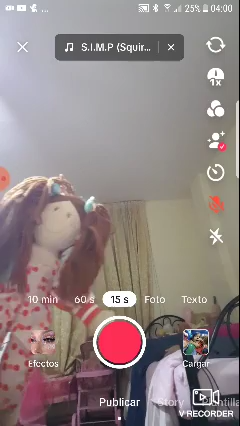 25% 04:00
S.I.M.P (Squir...
1x
10 min 60 s 15 s Foto Texto
Efectos
Cargar
Publicar Story
V RECORDER